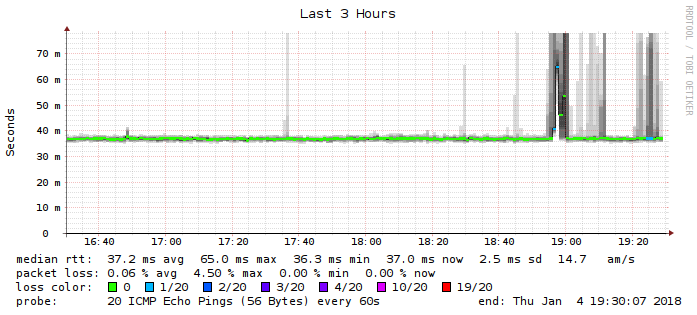 Last 3 Hours
RRDTOOL / TOBI OETIKER
Seconds
70 m
60 m
50 m
40 m
30 m
20 m
10 m
0
16:40 17:00 17:20 17:40 18:00 18:20 18:40 19:00 19:20
median rtt: 37.2 ms avg 65.0 ms max 36.3 ms min 37.0 ms now 2.5 ms sd 14.7 am/s
packet loss: 0.06 % avg 4.50 % max 0.00 % min 0.00 % now
loss color: 0 1/20 2/20 3/20 4/20 10/20 19/20
probe: 20 ICMP Echo Pings (56 Bytes) every 60s end: Thu Jan 4 19:30:07 2018